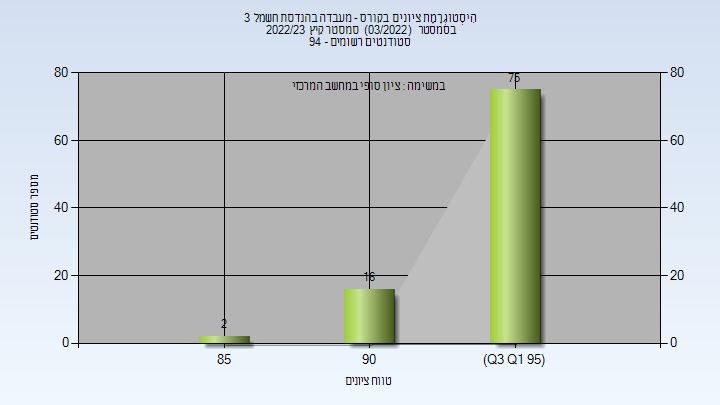 היסטוגרמת ציונים בקורס - מעבדה בהנדסת חשמל 3
בסמסטר (03/2022) סמסטר קיץ 2022/23
סטודנטים רשומים - 94
במשימה : ציון סופי במחשב המרכזי
80
60
40
20
0
80
60
40
20
0
מספר סטודנטים
2
16
75
85
90
(Q3 Q1 95)
טווח ציונים